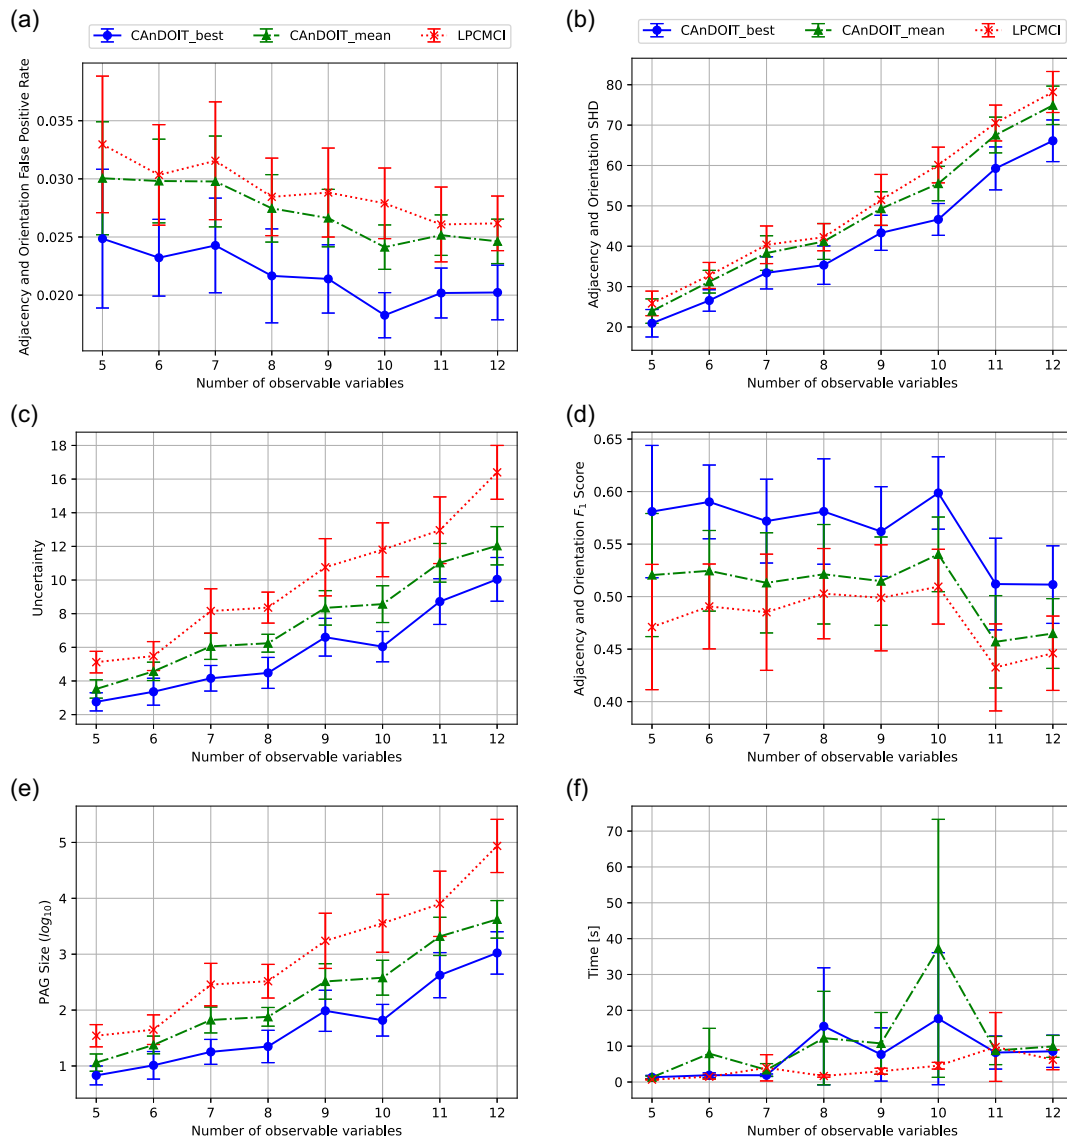 (a)
CAnDOIT_best CAnDOIT_mean LPCMCI
Adjacency and Orientation False Positive Rate
0.035
0.030
0.025
0.020
5 6 7 8 9 10 11 12
Number of observable variables
(b)
CAnDOIT_best CAnDOIT_mean LPCMCI
Adjacency and Orientation SHD
80
70
60
50
40
30
20
5 6 7 8 9 10 11 12
Number of observable variables
(c)
Uncertainty
18
16
14
12
10
8
6
4
2
5 6 7 8 9 10 11 12
Number of observable variables
(d)
Adjacency and Orientation F1 Score
0.65
0.60
0.55
0.50
0.45
0.40
5 6 7 8 9 10 11 12
Number of observable variables
(e)
PAG Size (log10)
5
4
3
2
1
5 6 7 8 9 10 11 12
Number of observable variables
(f)
Time [s]
70
60
50
40
30
20
10
0
5 6 7 8 9 10 11 12
Number of observable variables